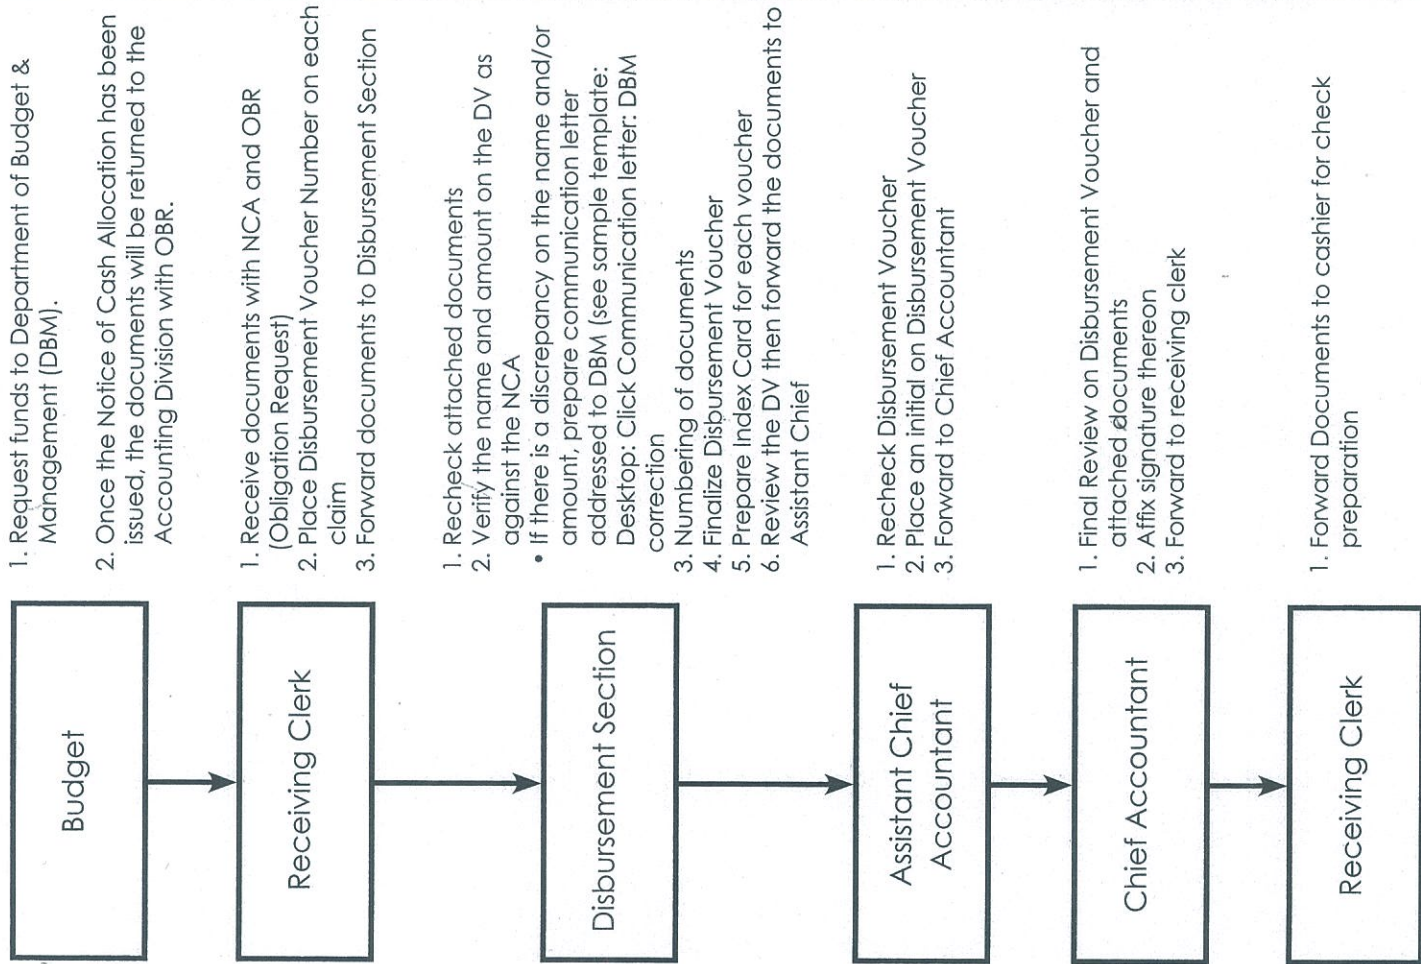 Budget
1. Request funds to Department of Budget &
Management (DBM).
2. Once the Notice of Cash Allocation has been
issued, the documents will be returned to the
Accounting Division with OBR.
Receiving Clerk
1. Receive documents with NCA and OBR
(Obligation Request)
2. Place Disbursement Voucher Number on each
claim
3. Forward documents to Disbursement Section
Disbursement Section
1. Recheck attached documents
2. Verify the name and amount on the DV as
against the NCA
• If there is a discrepancy on the name and/or
amount, prepare communication letter
addressed to DBM (see sample template:
Desktop: Click Communication letter: DBM
correction
3. Numbering of documents
4. Finalize Disbursement Voucher
5. Prepare Index Card for each voucher
6. Review the DV then forward the documents to
Assistant Chief
Assistant Chief
Accountant
1. Recheck Disbursement Voucher
2. Place an initial on Disbursement Voucher
3. Forward to Chief Accountant
Chief Accountant
1. Final Review on Disbursement Voucher and
attached documents
2. Affix signature thereon
3. Forward to receiving clerk
Receiving Clerk
1. Forward Documents to cashier for check
preparation